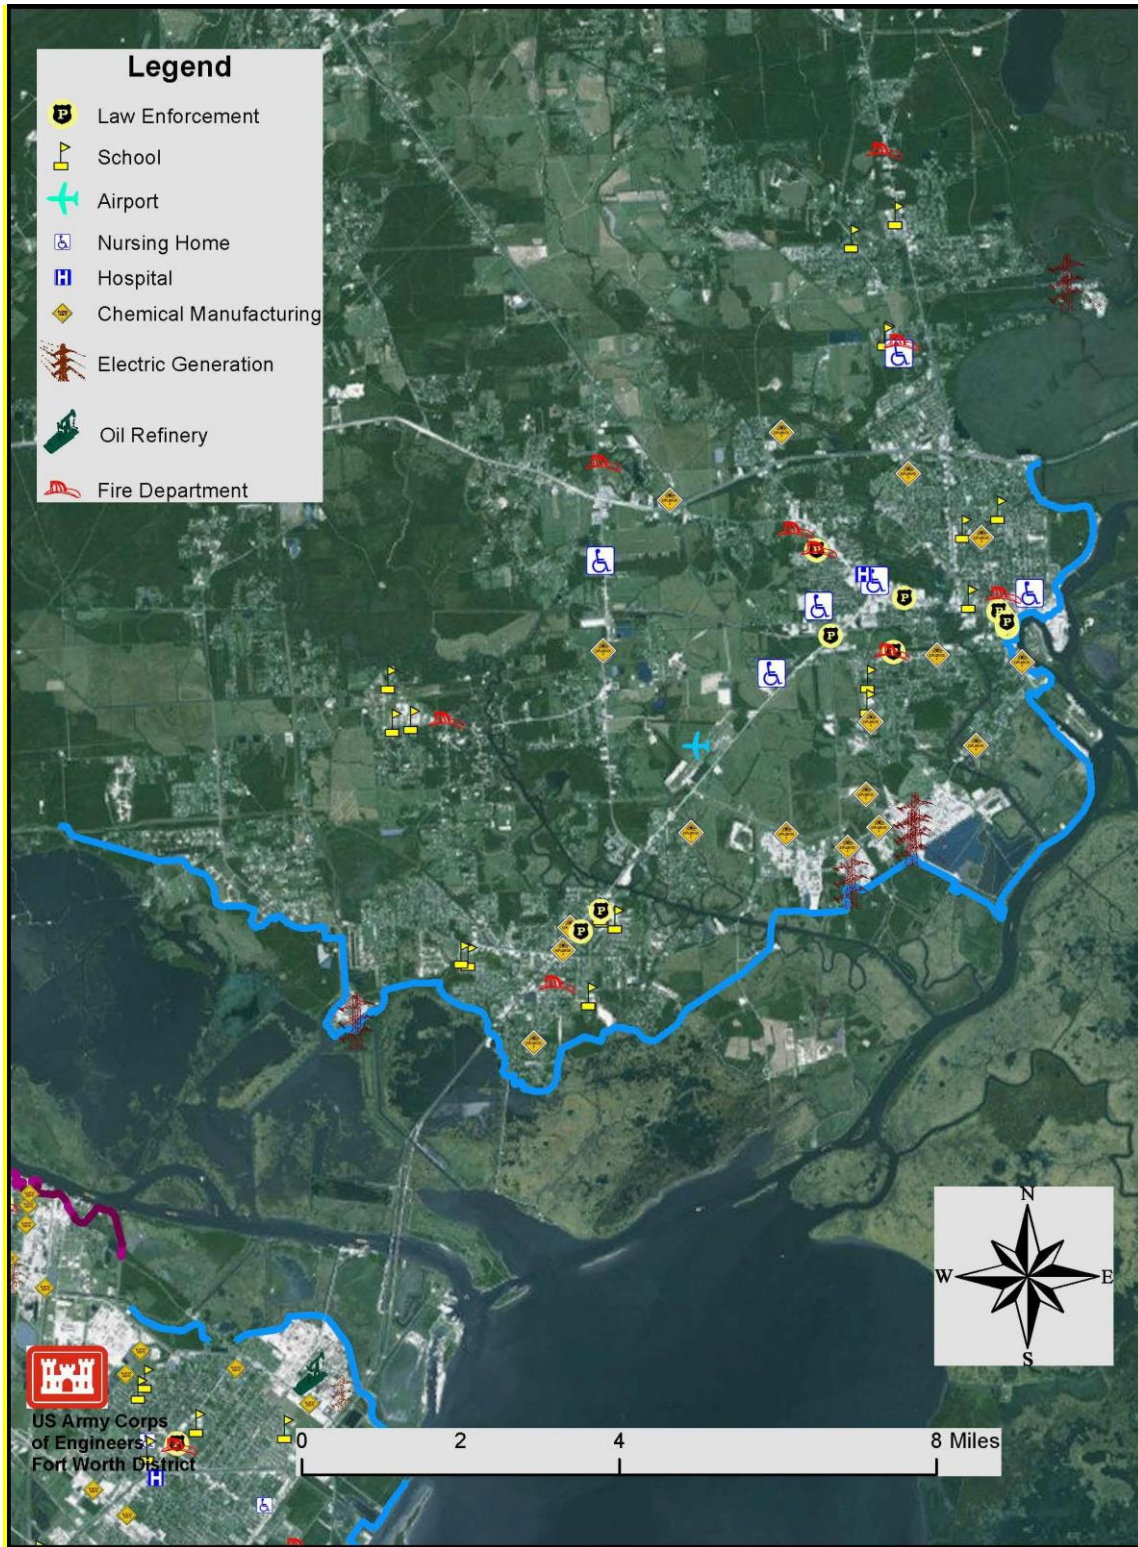 Legend
Law Enforcement
School
Airport
Nursing Home
Hospital
Chemical Manufacturing
Electric Generation
Oil Refinery
Fire Department
N
W
E
S
US Army Corps
of Engineers
Fort Worth District
0 2 4 8 Miles